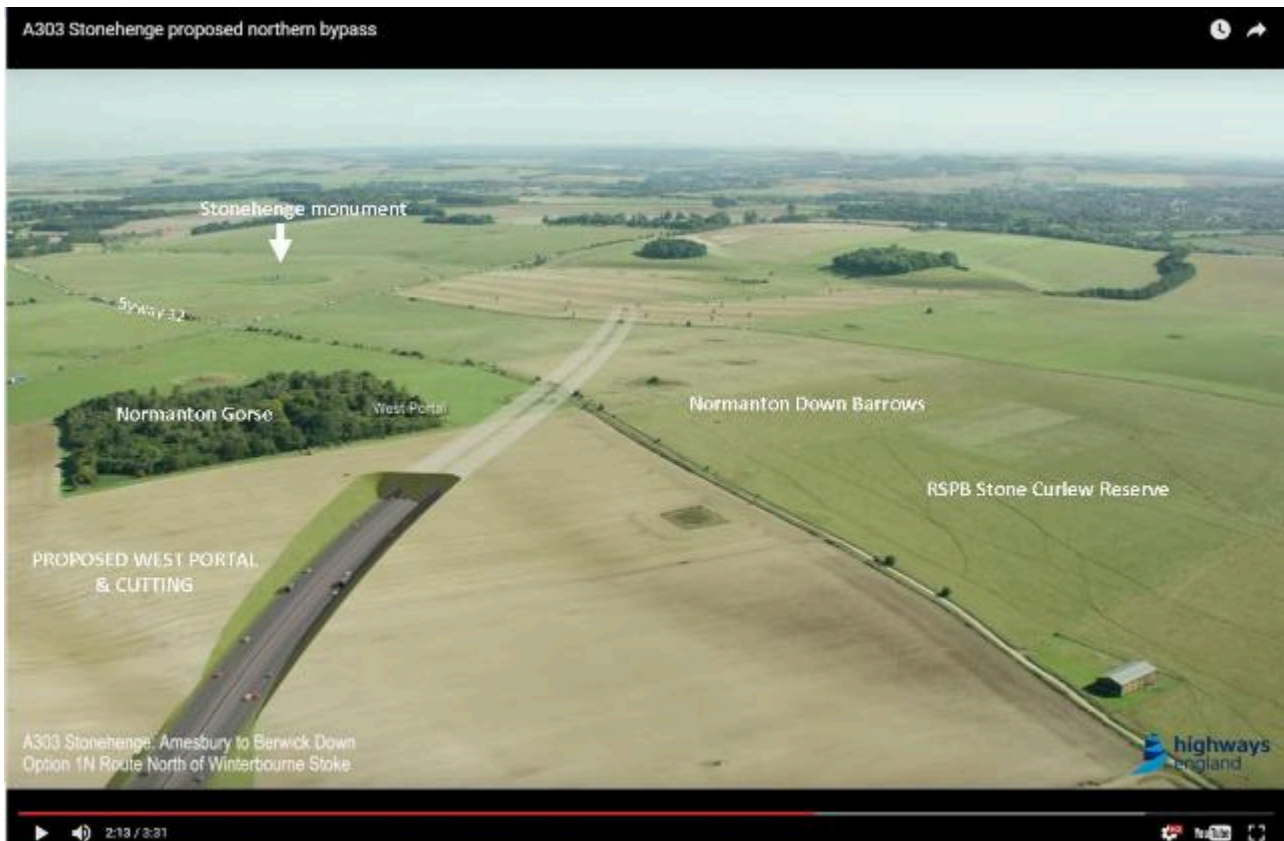 A303 Stonehenge proposed northern bypass
Stonehenge monument
Byway 12
Normanton Gorse
West Portal
Normanton Down Barrows
RSPB Stone Curlew Reserve
PROPOSED WEST PORTAL
& CUTTING
A303 Stonehenge. Amesbury to Berwick Down
Option 1N Route North of Winterbourne Stoke
highways
england
2:13 / 3:31
YouTube